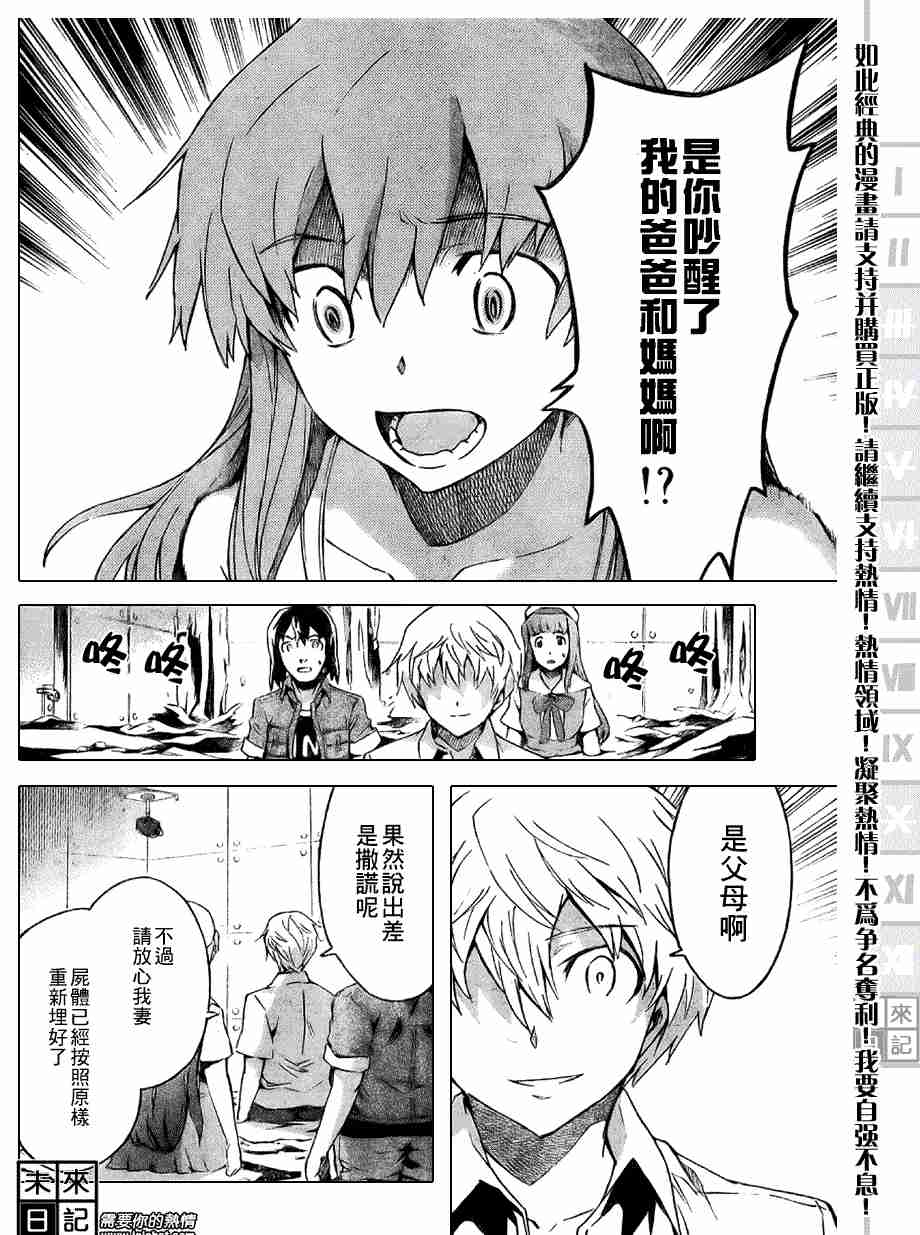 是你吵醒了
我的爸爸和媽媽啊
!?
咚
咚
咚
咚
是父母啊
果然說出差
是撒謊呢
不過
請放心我妻
屍體已經按照原樣
重新埋好了
如此經典的漫畫請支持并購買正版！請繼續支持熱情！熱情領域！凝聚熱情！不爲争名奪利！我要自强不息！
I
II
III
IV
V
VI
VII
VIII
IX
X
XI
XII
來
記
未來
日記
需要你的熱情